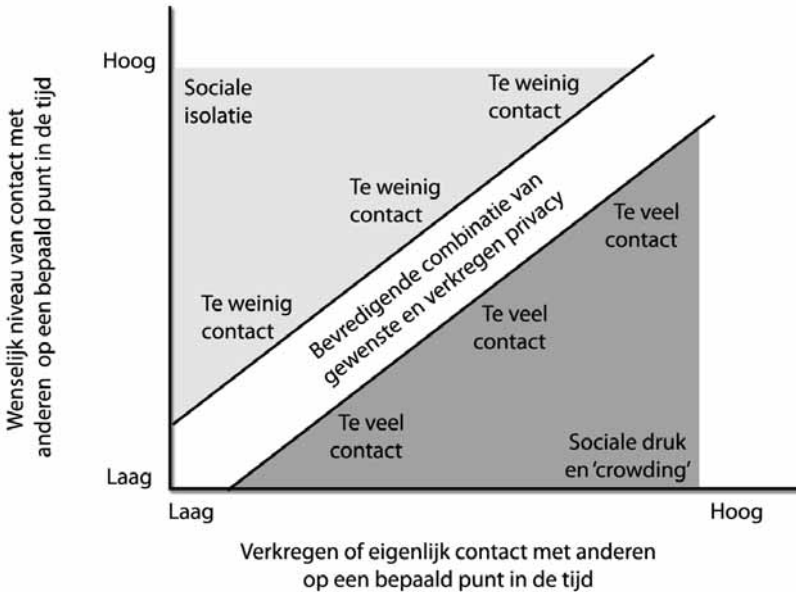 Wenselijk niveau van contact met
anderen op een bepaald punt in de tijd
Hoog
Sociale
isolatie
Te weinig
contact
Te weinig
contact
Te weinig
contact
Bevredigende combinatie van
gewenste en verkregen privacy
Te veel
contact
Te veel
contact
Te veel
contact
Sociale druk
en 'crowding'
Laag
Laag
Hoog
Verkregen of eigenlijk contact met anderen
op een bepaald punt in de tijd